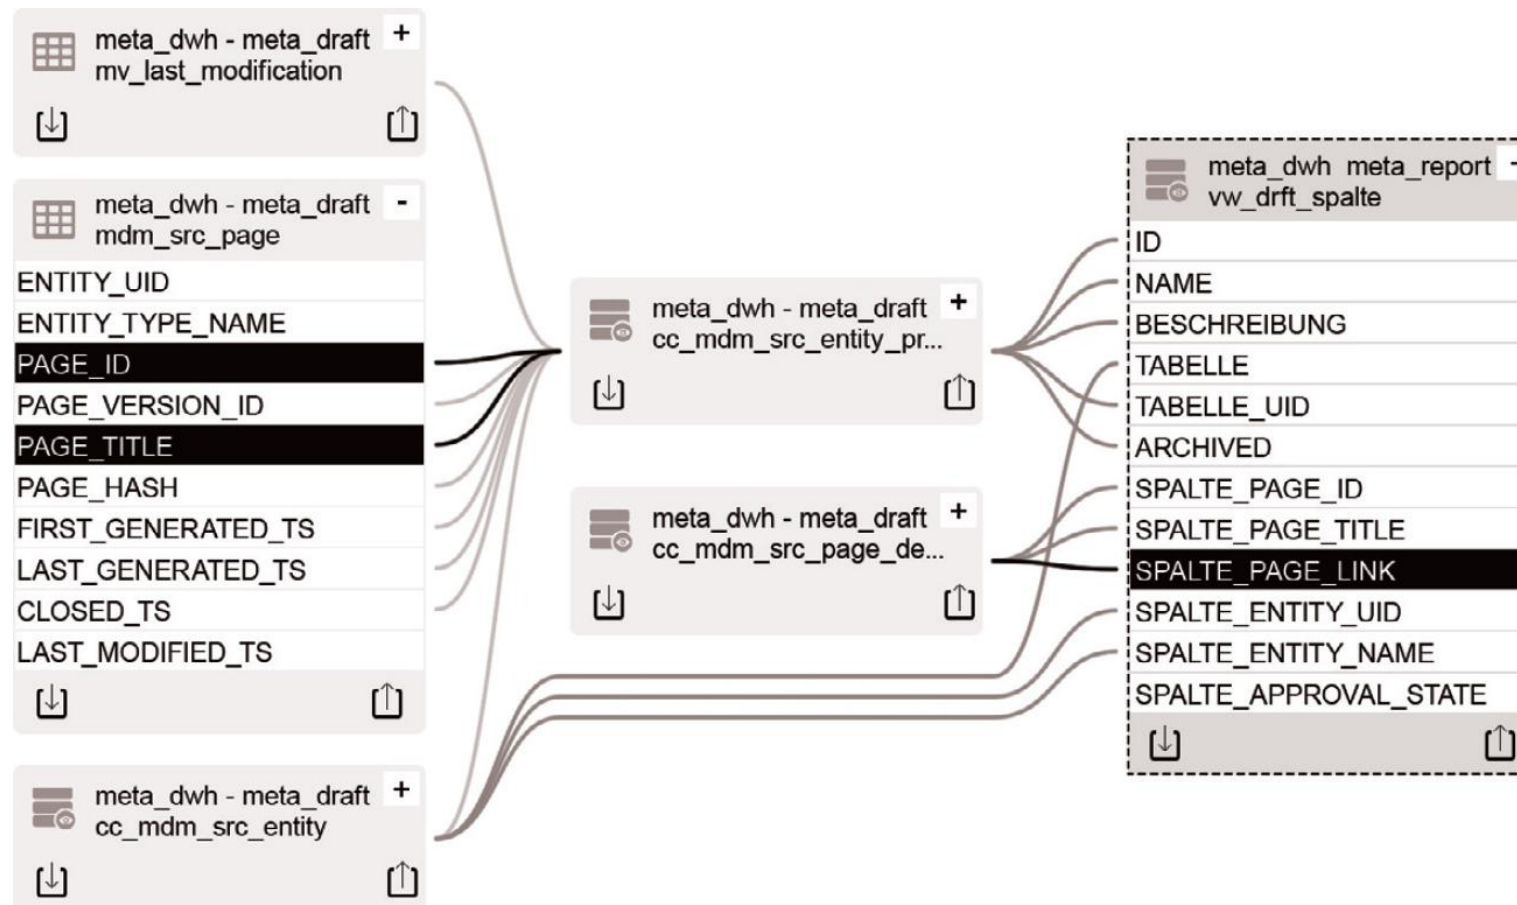 meta_dwh - meta_draft +
mv_last_modification
meta_dwh - meta_draft -
mdm_src_page
ENTITY_UID
ENTITY_TYPE_NAME
PAGE_ID
PAGE_VERSION_ID
PAGE_TITLE
PAGE_HASH
FIRST_GENERATED_TS
LAST_GENERATED_TS
CLOSED_TS
LAST_MODIFIED_TS
meta_dwh - meta_draft +
cc_mdm_src_entity
meta_dwh - meta_draft +
cc_mdm_src_entity_pr...
meta_dwh - meta_draft +
cc_mdm_src_page_de...
meta_dwh meta_report -
vw_drft_spalte
ID
NAME
BESCHREIBUNG
TABELLE
TABELLE_UID
ARCHIVED
SPALTE_PAGE_ID
SPALTE_PAGE_TITLE
SPALTE_PAGE_LINK
SPALTE_ENTITY_UID
SPALTE_ENTITY_NAME
SPALTE_APPROVAL_STATE